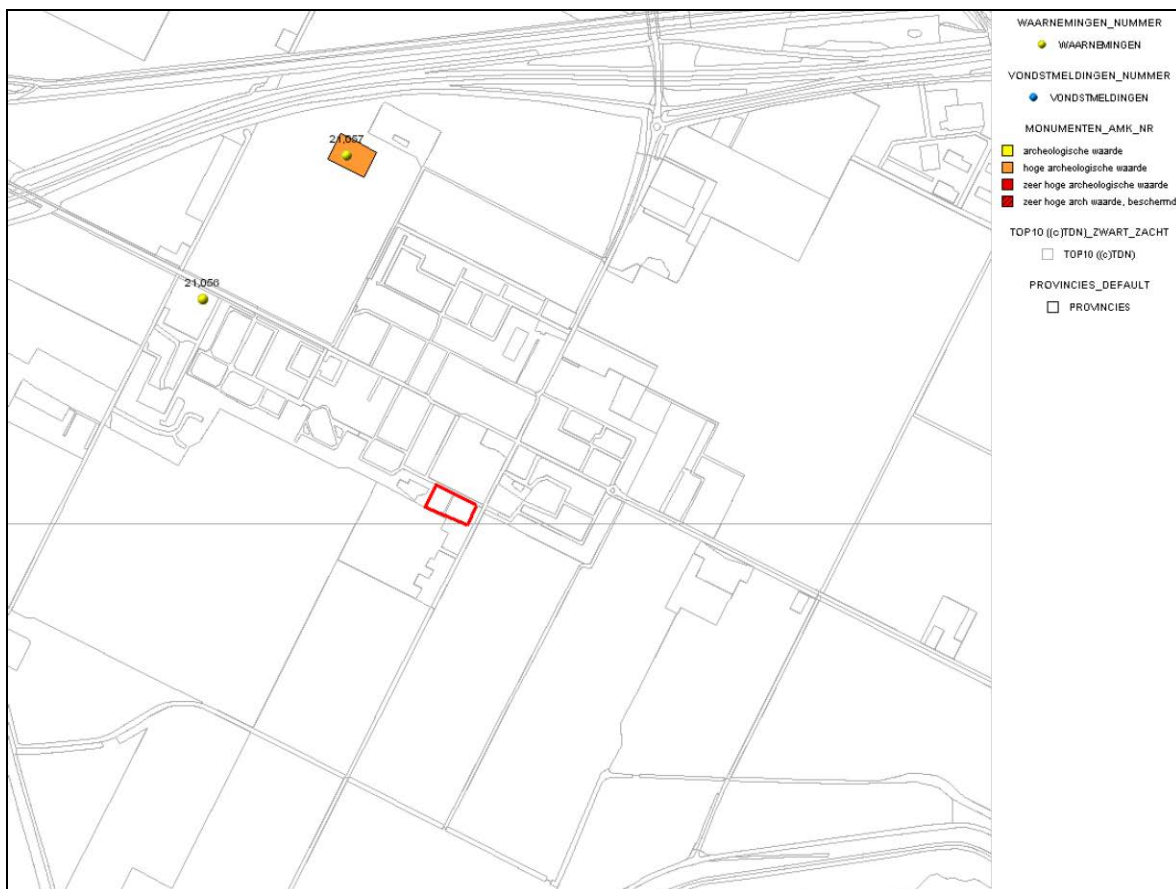 21,057
21,056
WAARNEMINGEN_NUMMER
WAARNEMINGEN
VONDSTMELDINGEN_NUMMER
VONDSTMELDINGEN
MONUMENTEN_AMK_NR
archeologische waarde
hoge archeologische waarde
zeer hoge archeologische waarde
zeer hoge arch waarde, beschermd
TOP10 ((c)TDN)_ZWART_ZACHT
TOP10 ((c)TDN)
PROVINCIES_DEFAULT
PROVINCIES